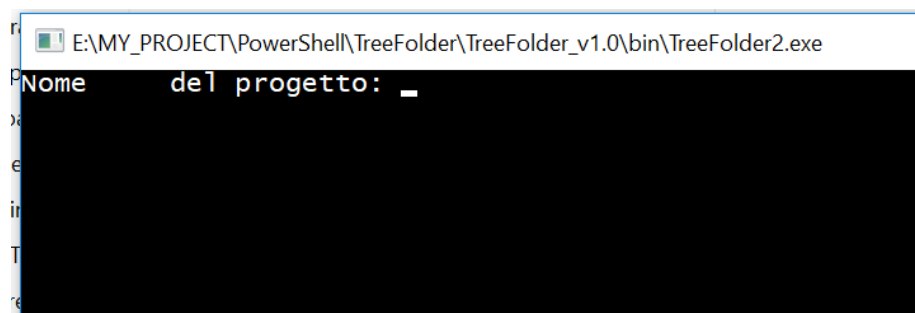 E:\MY_PROJECT\PowerShell\TreeFolder\TreeFolder_v1.0\bin\TreeFolder2.exe
Nome     del progetto: